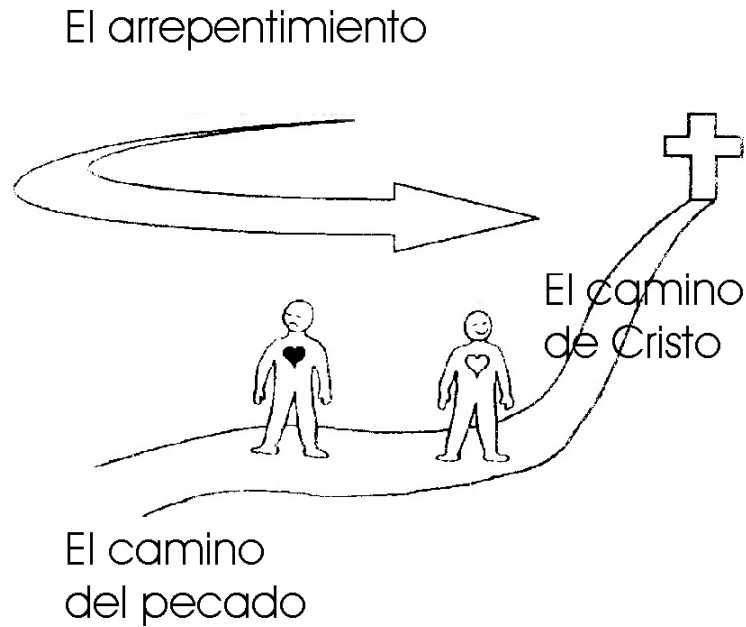 El arrepentimiento
El camino
de Cristo
El camino
del pecado